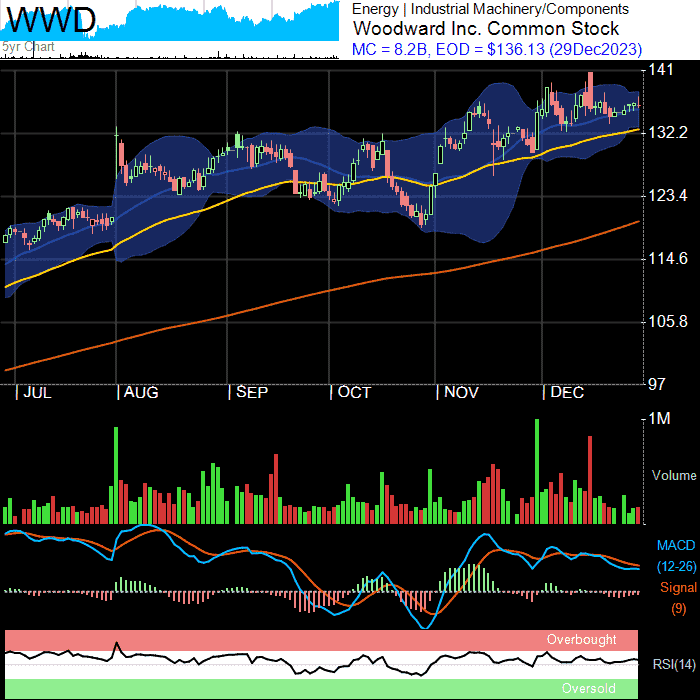 WWD
5yr Chart
Energy | Industrial Machinery/Components
Woodward Inc. Common Stock
MC = 8.2B, EOD = $136.13 (29Dec2023)
141
132.2
123.4
114.6
105.8
97
JUL AUG SEP OCT NOV DEC
1M
Volume
MACD
(12-26)
Signal
(9)
Overbought
RSI(14)
Oversold